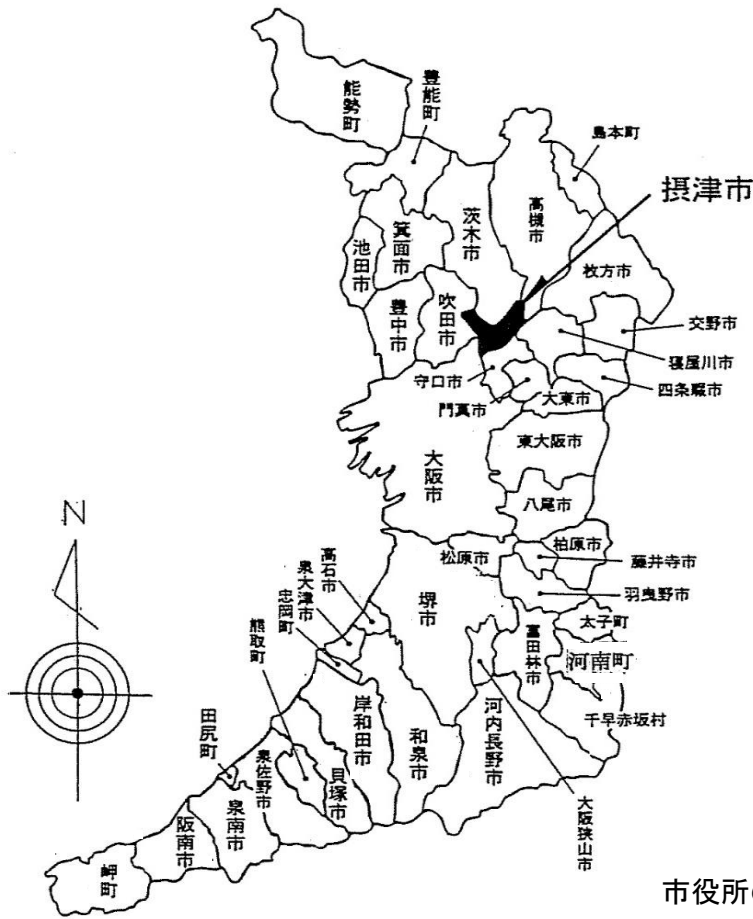 能勢町
豊能町
島本町
摂津市
高槻市
茨木市
箕面市
池田市
枚方市
吹田市
豊中市
交野市
寝屋川市
守口市
四条畷市
門真市
大東市
東大阪市
大阪市
八尾市
N
柏原市
松原市
藤井寺市
高石市
泉大津市
忠岡町
羽曳野市
堺市
太子町
熊取町
富田林市
河南町
岸和田市
千早赤坂村
和泉市
河内長野市
田尻町
泉佐野市
貝塚市
大阪狭山市
泉南市
阪南市
岬町
市役所